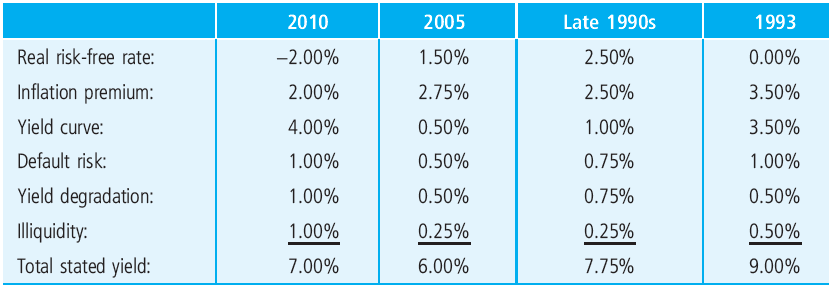 2010 2005 Late 1990s 1993
Real risk-free rate: –2.00% 1.50% 2.50% 0.00%
Inflation premium: 2.00% 2.75% 2.50% 3.50%
Yield curve: 4.00% 0.50% 1.00% 3.50%
Default risk: 1.00% 0.50% 0.75% 1.00%
Yield degradation: 1.00% 0.50% 0.75% 0.50%
Illiquidity: 1.00% 0.25% 0.25% 0.50%
Total stated yield: 7.00% 6.00% 7.75% 9.00%